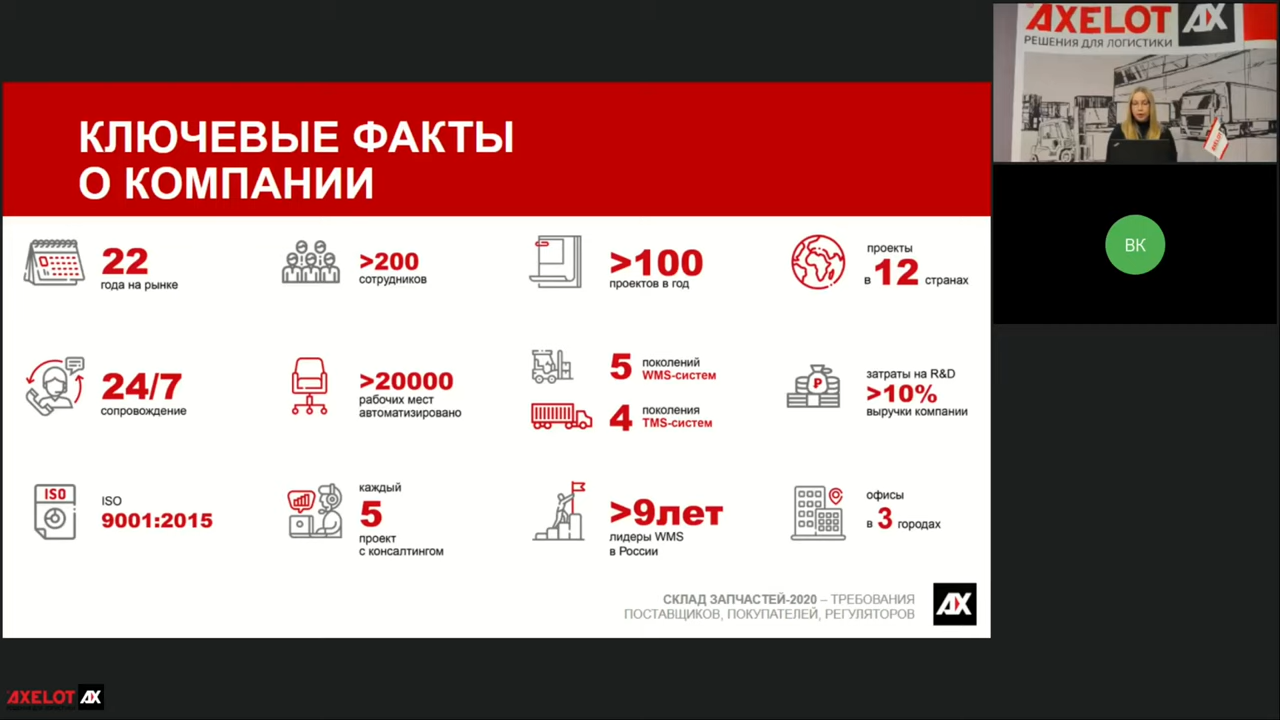 КЛЮЧЕВЫЕ ФАКТЫ
О КОМПАНИИ
22
года на рынке
>200
сотрудников
>100
проектов в год
проекты
в 12 странах
24/7
сопровождение
>20000
рабочих мест
автоматизировано
5 поколений
WMS-систем
4 поколения
TMS-систем
затраты на R&D
>10%
выручки компании
ISO
ISO
9001:2015
каждый
5
проект
с консалтингом
>9лет
лидеры WMS
в России
офисы
в 3 городах
СКЛАД ЗАПЧАСТЕЙ-2020 – ТРЕБОВАНИЯ
ПОСТАВЩИКОВ, ПОКУПАТЕЛЕЙ, РЕГУЛЯТОРОВ
AX
AXELOT AX
РЕШЕНИЯ ДЛЯ ЛОГИСТИКИ
ВК
AXELOT AX